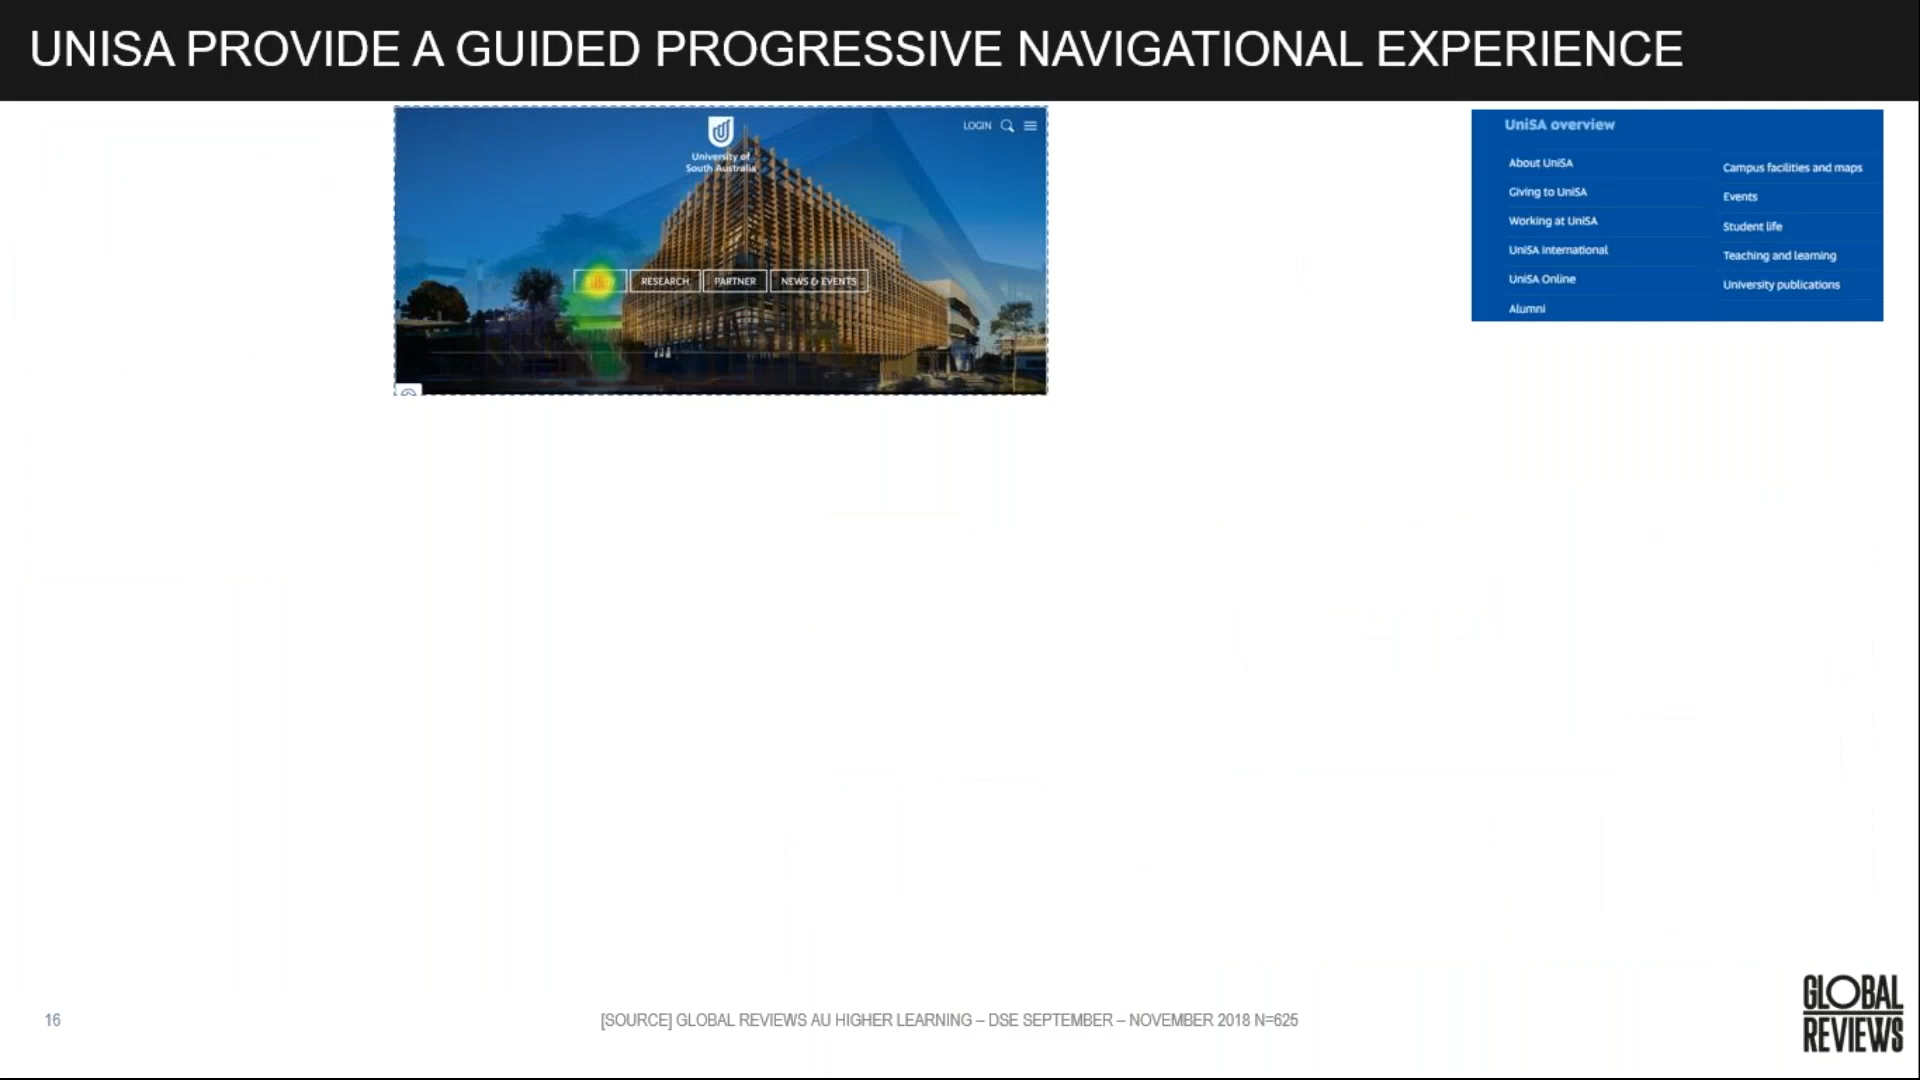 UNISA PROVIDE A GUIDED PROGRESSIVE NAVIGATIONAL EXPERIENCE
LOGIN
University of
South Australia
RESEARCH
PARTNER
NEWS & EVENTS
UniSA overview
About UniSA
Giving to UniSA
Working at UniSA
UniSA International
UniSA Online
Alumni
Campus facilities and maps
Events
Student life
Teaching and learning
University publications
16
[SOURCE] GLOBAL REVIEWS AU HIGHER LEARNING – DSE SEPTEMBER – NOVEMBER 2018 N=625
GLOBAL
REVIEWS